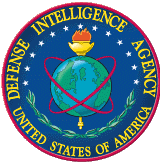 DEFENSE INTELLIGENCE AGENCY
UNITED STATES OF AMERICA